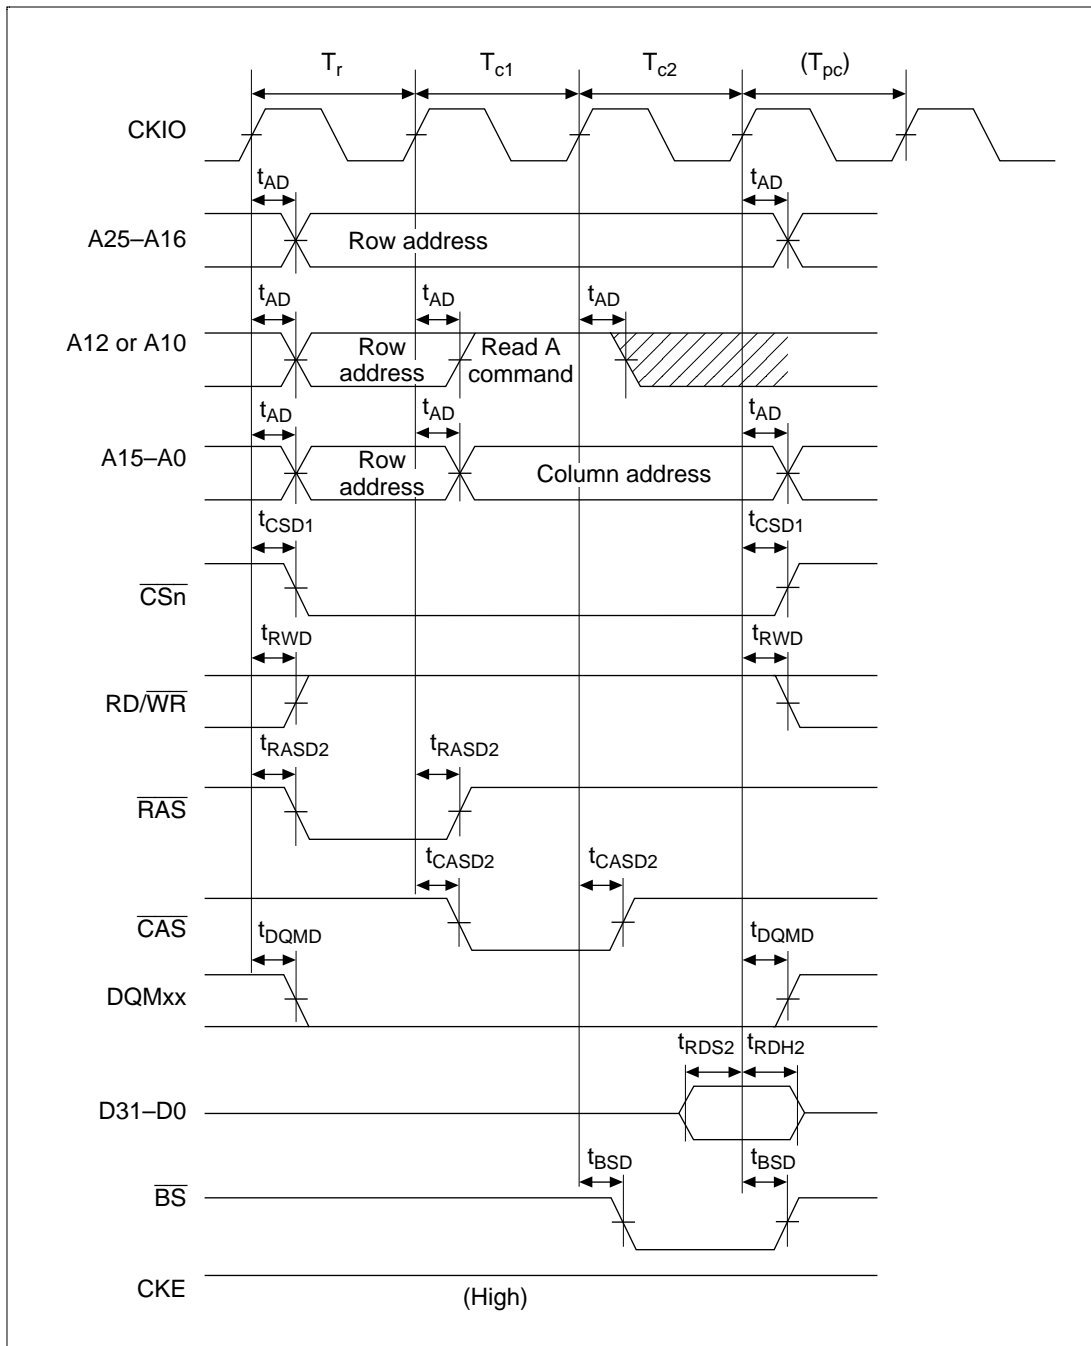 Tr Tc1 Tc2 (Tpc)
CKIO
tAD tAD
A25–A16 Row address
tAD tAD tAD
A12 or A10 Row address Read A command
tAD tAD tAD
A15–A0 Row address Column address
tCSD1 tCSD1
CSn
tRWD tRWD
RD/WR
tRASD2 tRASD2
RAS
tCASD2 tCASD2
CAS
tDQMD tDQMD
DQMxx
tRDS2 tRDH2
D31–D0
tBSD tBSD
BS
CKE (High)